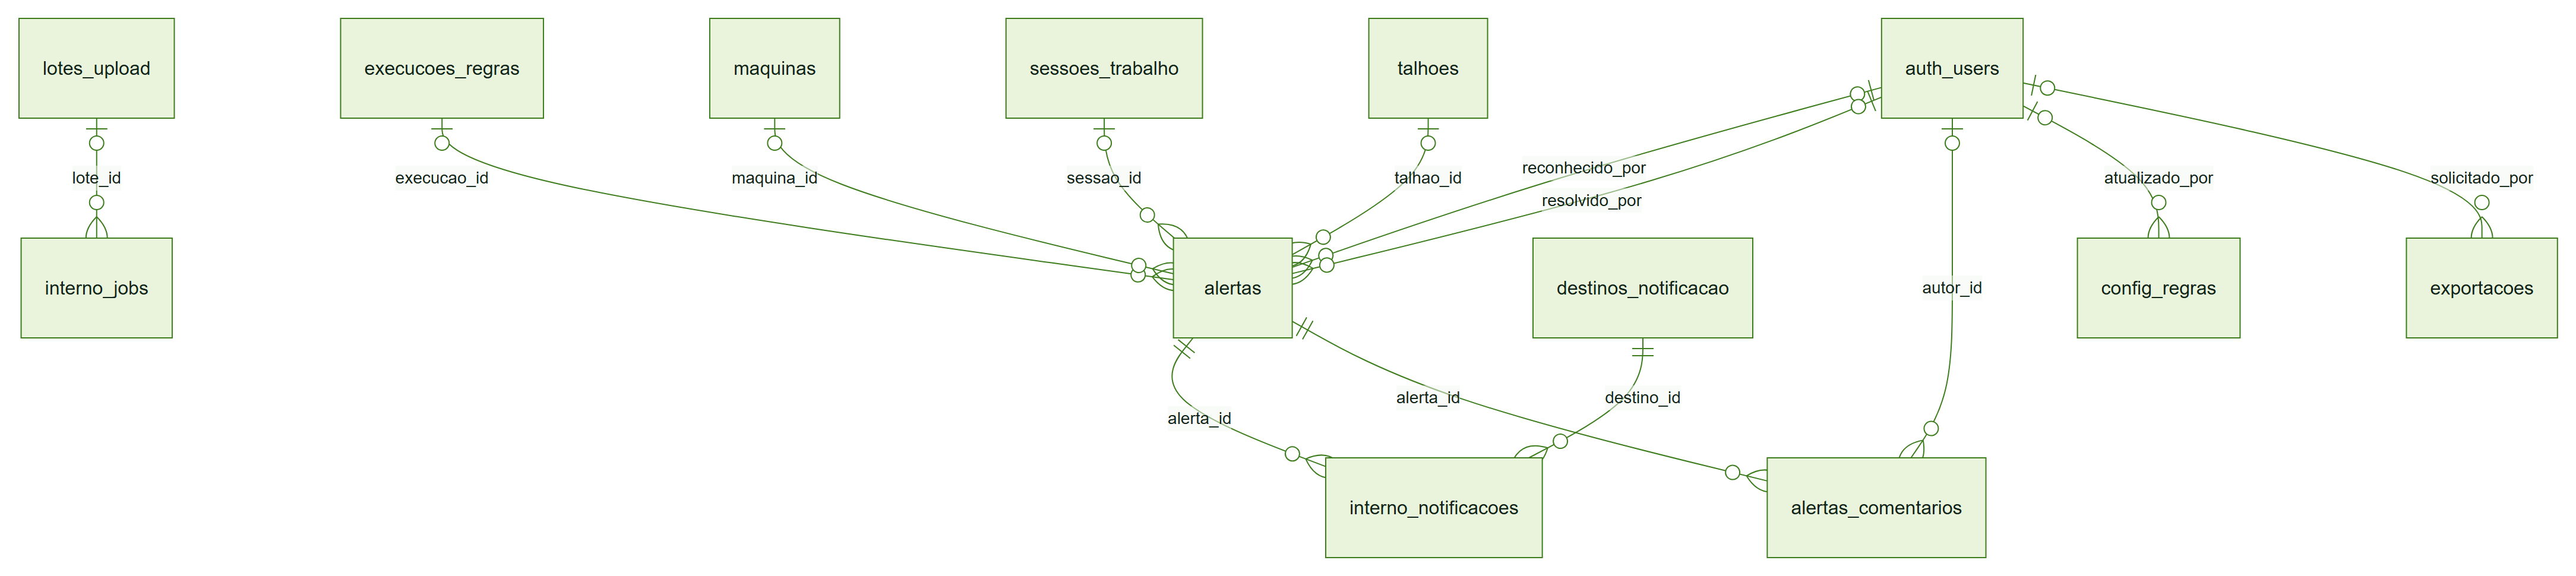 lotes_upload
execucoes_regras
maquinas
sessoes_trabalho
talhoes
auth_users
lote_id
execucao_id
maquina_id
sessao_id
talhao_id
reconhecido_por
resolvido_por
atualizado_por
solicitado_por
interno_jobs
alertas
destinos_notificacao
autor_id
config_regras
exportacoes
alerta_id
alerta_id
destino_id
interno_notificacoes
alertas_comentarios